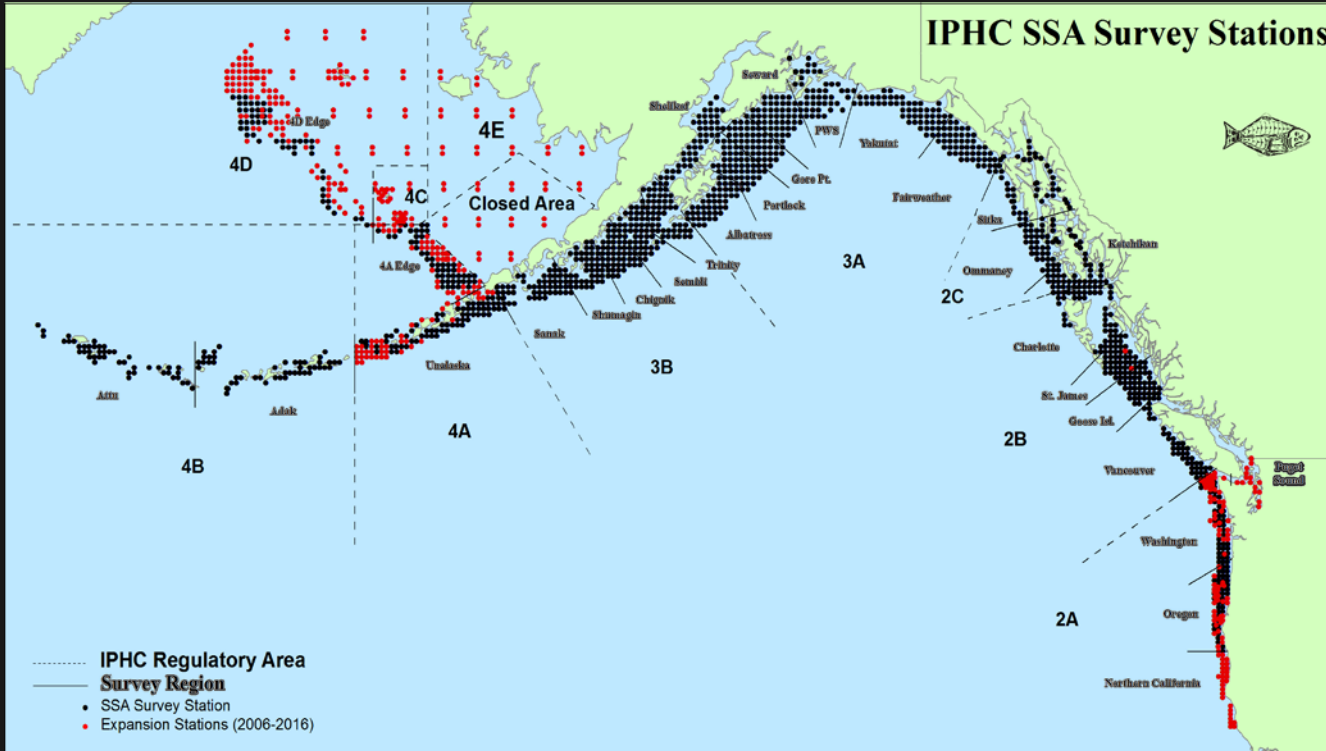 IPHC SSA Survey Stations
Seward
Shelikof
4D Edge
4E
PWS
Yakutat
4D
Gore Pt.
4C
Closed Area
Portlock
Fairweather
Sitka
Albatross
Ketchikan
4A Edge
Trinity
3A
Ommaney
Semidi
2C
Chignik
Shumagin
Sanak
Charlotte
Unalaska
3B
Attu
Adak
St. James
Goose Isl.
4A
2B
4B
Vancouver
Puget
Sound
Washington
2A
Oregon
Northern California
IPHC Regulatory Area
Survey Region
SSA Survey Station
Expansion Stations (2006-2016)